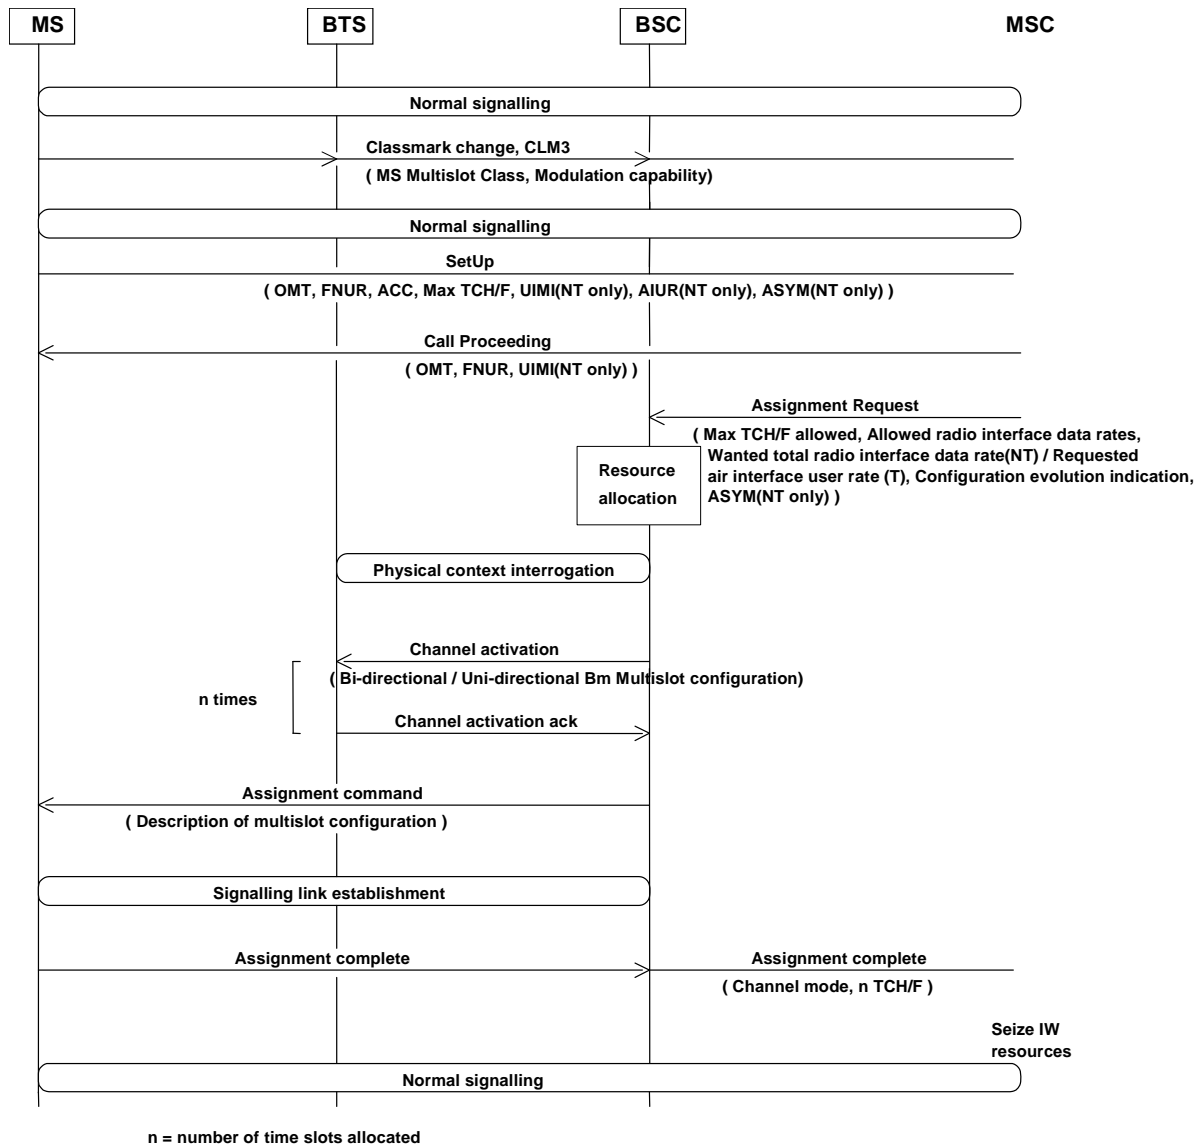 MS BTS BSC MSC
Normal signalling
Classmark change, CLM3
( MS Multislot Class, Modulation capability)
Normal signalling
SetUp
( OMT, FNUR, ACC, Max TCH/F, UIMI(NT only), AIUR(NT only), ASYM(NT only) )
Call Proceeding
( OMT, FNUR, UIMI(NT only) )
Assignment Request
( Max TCH/F allowed, Allowed radio interface data rates,
Wanted total radio interface data rate(NT) / Requested
air interface user rate (T), Configuration evolution indication,
ASYM(NT only) )
Resource
allocation
Physical context interrogation
Channel activation
( Bi-directional / Uni-directional Bm Multislot configuration)
n times
Channel activation ack
Assignment command
( Description of multislot configuration )
Signalling link establishment
Assignment complete Assignment complete
( Channel mode, n TCH/F )
Seize IW
resources
Normal signalling
n = number of time slots allocated